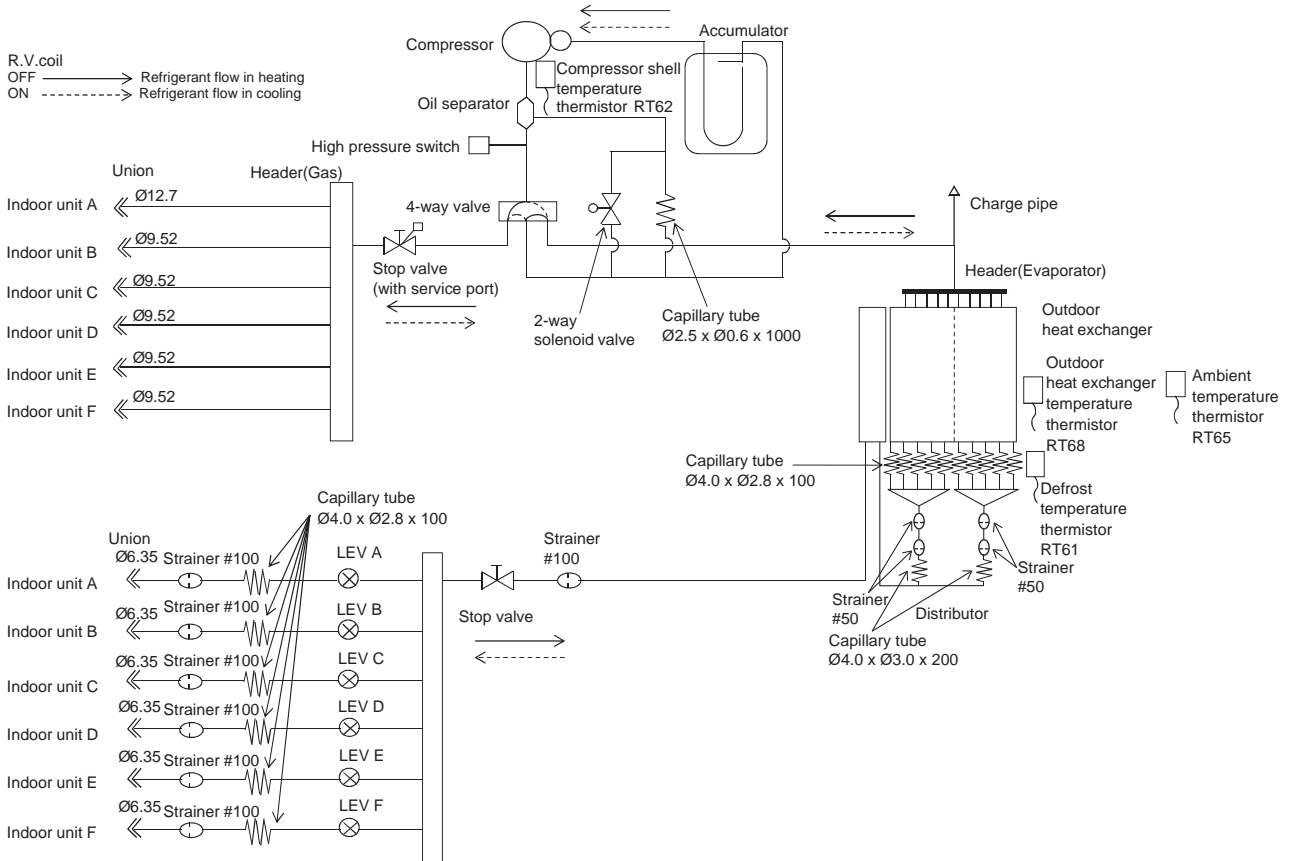 R.V.coil
OFF Refrigerant flow in heating
ON Refrigerant flow in cooling
Compressor
Accumulator
Compressor shell
temperature
thermistor RT62
Oil separator
High pressure switch
Union
Header(Gas)
4-way valve
Indoor unit A Ø12.7
Indoor unit B Ø9.52
Indoor unit C Ø9.52
Indoor unit D Ø9.52
Indoor unit E Ø9.52
Indoor unit F Ø9.52
Stop valve
(with service port)
2-way
solenoid valve
Capillary tube
Ø2.5 x Ø0.6 x 1000
Charge pipe
Header(Evaporator)
Outdoor
heat exchanger
Outdoor
heat exchanger
temperature
thermistor
RT68
Ambient
temperature
thermistor
RT65
Capillary tube
Ø4.0 x Ø2.8 x 100
Defrost
temperature
thermistor
RT61
Strainer
#50
Strainer
#50
Distributor
Capillary tube
Ø4.0 x Ø3.0 x 200
Capillary tube
Ø4.0 x Ø2.8 x 100
Union
Strainer
#100
Stop valve
Indoor unit A Ø6.35 Strainer #100 LEV A
Indoor unit B Ø6.35 Strainer #100 LEV B
Indoor unit C Ø6.35 Strainer #100 LEV C
Indoor unit D Ø6.35 Strainer #100 LEV D
Indoor unit E Ø6.35 Strainer #100 LEV E
Indoor unit F Ø6.35 Strainer #100 LEV F